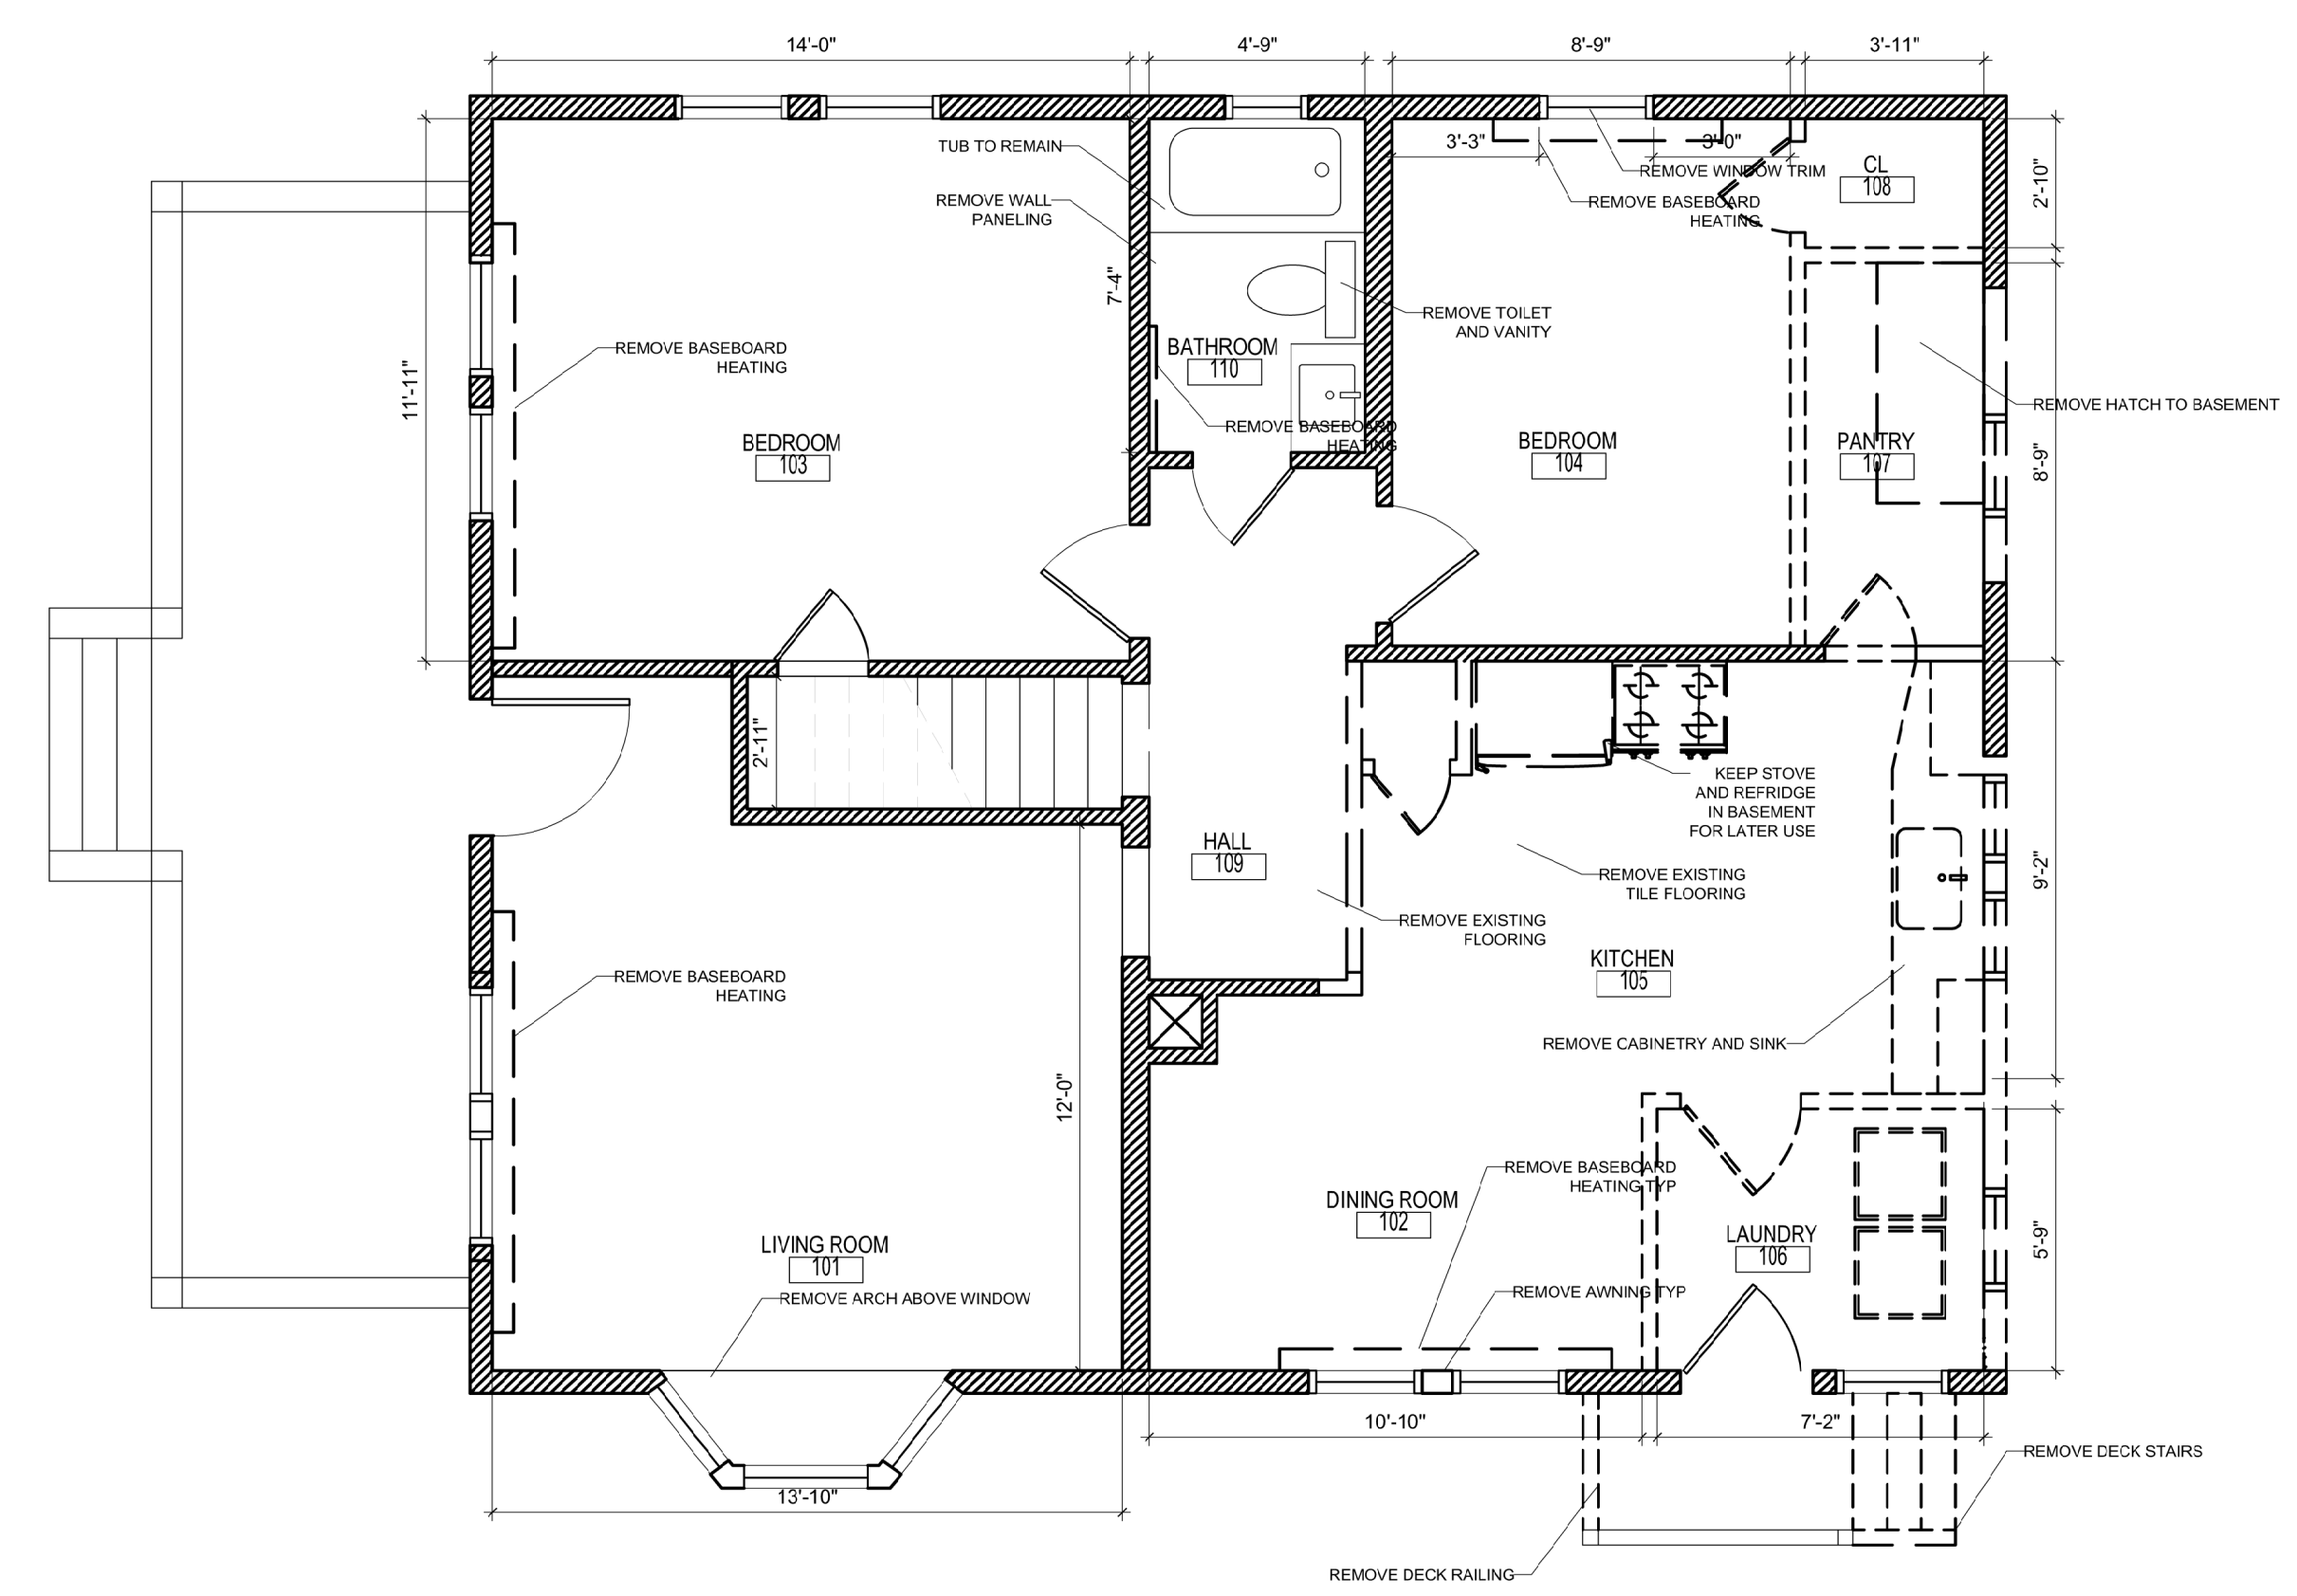 14'-0"
4'-9"
8'-9"
3'-11"
TUB TO REMAIN
3'-3"
3'-0"
REMOVE WINDOW TRIM
CL
108
2'-10"
REMOVE WALL
PANELING
REMOVE BASEBOARD
HEATING
7'-4"
REMOVE TOILET
AND VANITY
REMOVE BASEBOARD
HEATING
BATHROOM
110
11'-11"
REMOVE HATCH TO BASEMENT
REMOVE BASEBOARD
HEATING
BEDROOM
103
BEDROOM
104
PANTRY
107
8'-9"
2'-11"
KEEP STOVE
AND REFRIDGE
IN BASEMENT
FOR LATER USE
HALL
109
REMOVE EXISTING
TILE FLOORING
9'-2"
REMOVE EXISTING
FLOORING
KITCHEN
105
REMOVE BASEBOARD
HEATING
REMOVE CABINETRY AND SINK
12'-0"
REMOVE BASEBOARD
HEATING TYP
DINING ROOM
102
LAUNDRY
106
5'-9"
LIVING ROOM
101
REMOVE ARCH ABOVE WINDOW
REMOVE AWNING TYP
10'-10"
7'-2"
REMOVE DECK STAIRS
13'-10"
REMOVE DECK RAILING